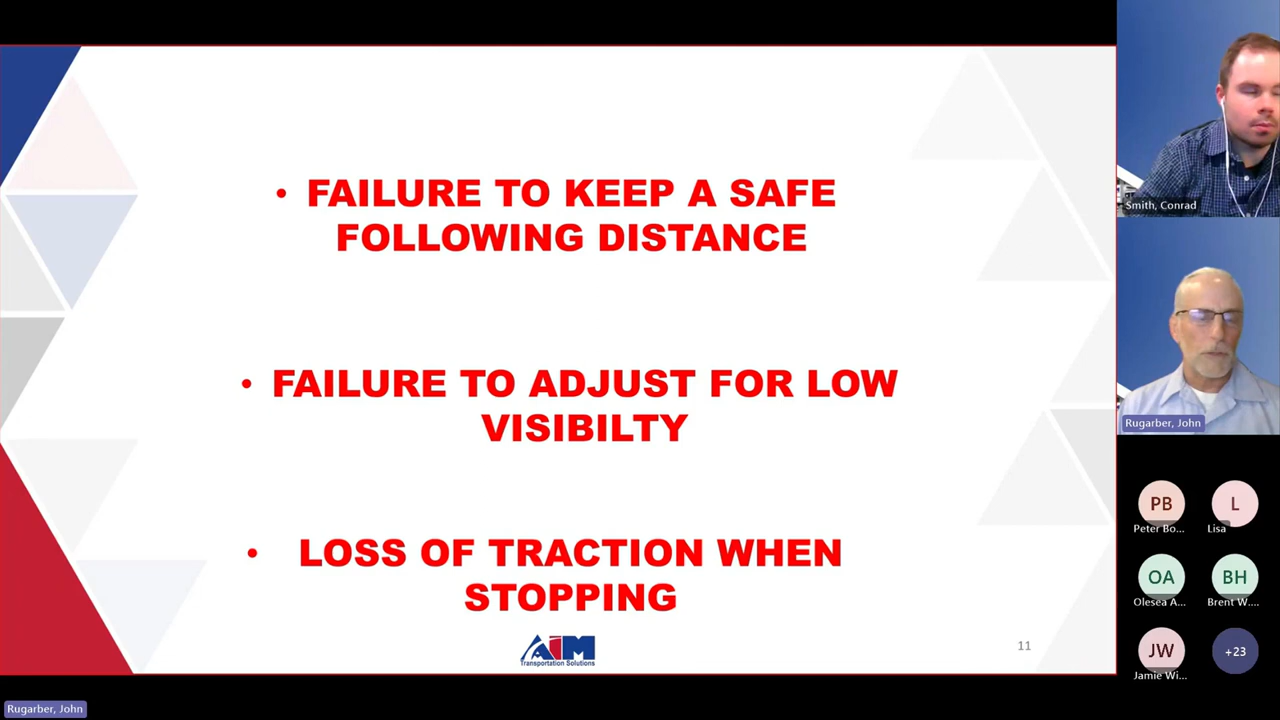 • FAILURE TO KEEP A SAFE
FOLLOWING DISTANCE
• FAILURE TO ADJUST FOR LOW
VISIBILTY
• LOSS OF TRACTION WHEN
STOPPING
AIM
Transportation Solutions
11
Smith, Conrad
Rugarber, John
PB
Peter Bo...
L
Lisa
OA
Olesea A...
BH
Brent W....
JW
Jamie Wi...
+23
Rugarber, John